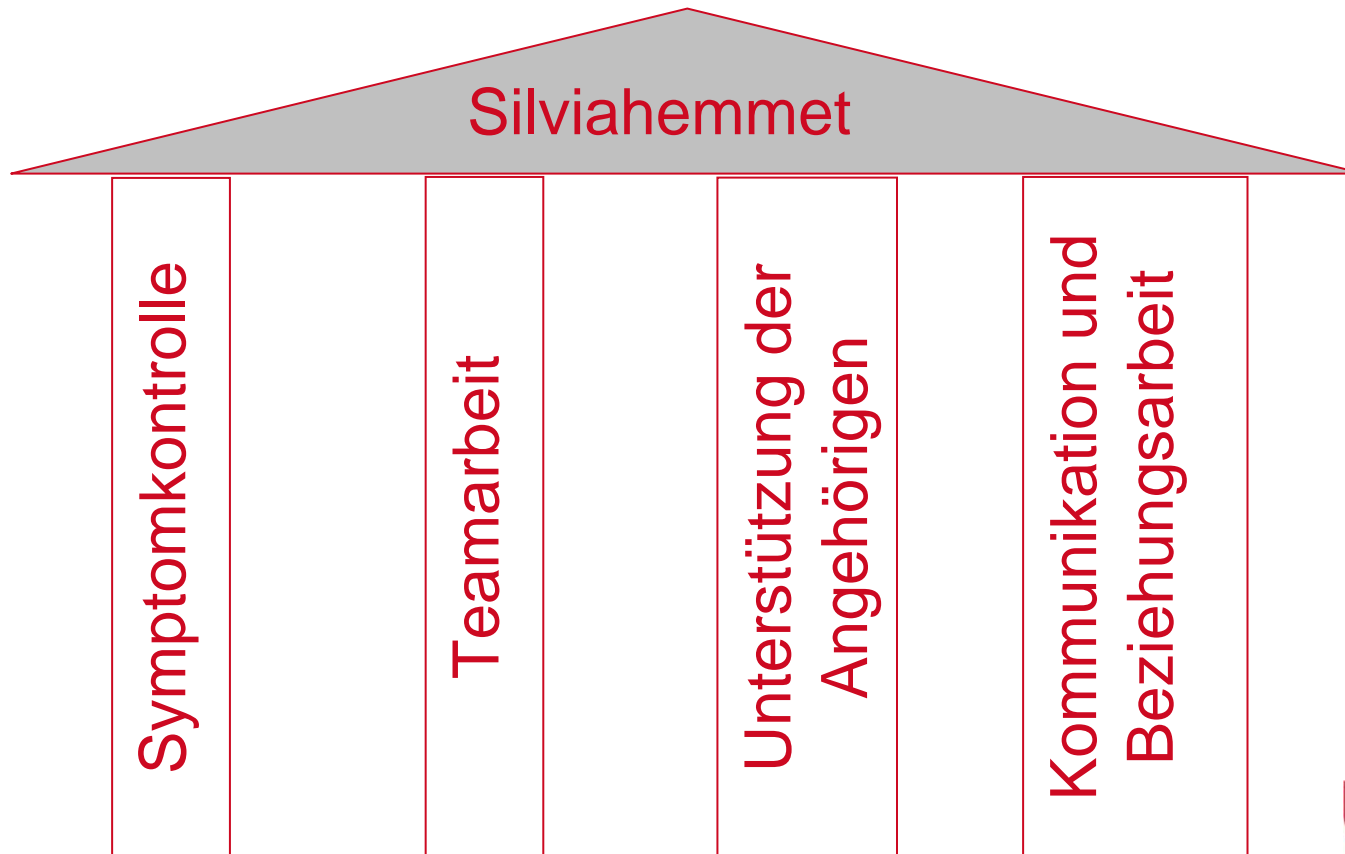 Silviahemmet
Symptomkontrolle
Teamarbeit
Unterstützung der
Angehörigen
Kommunikation und
Beziehungsarbeit